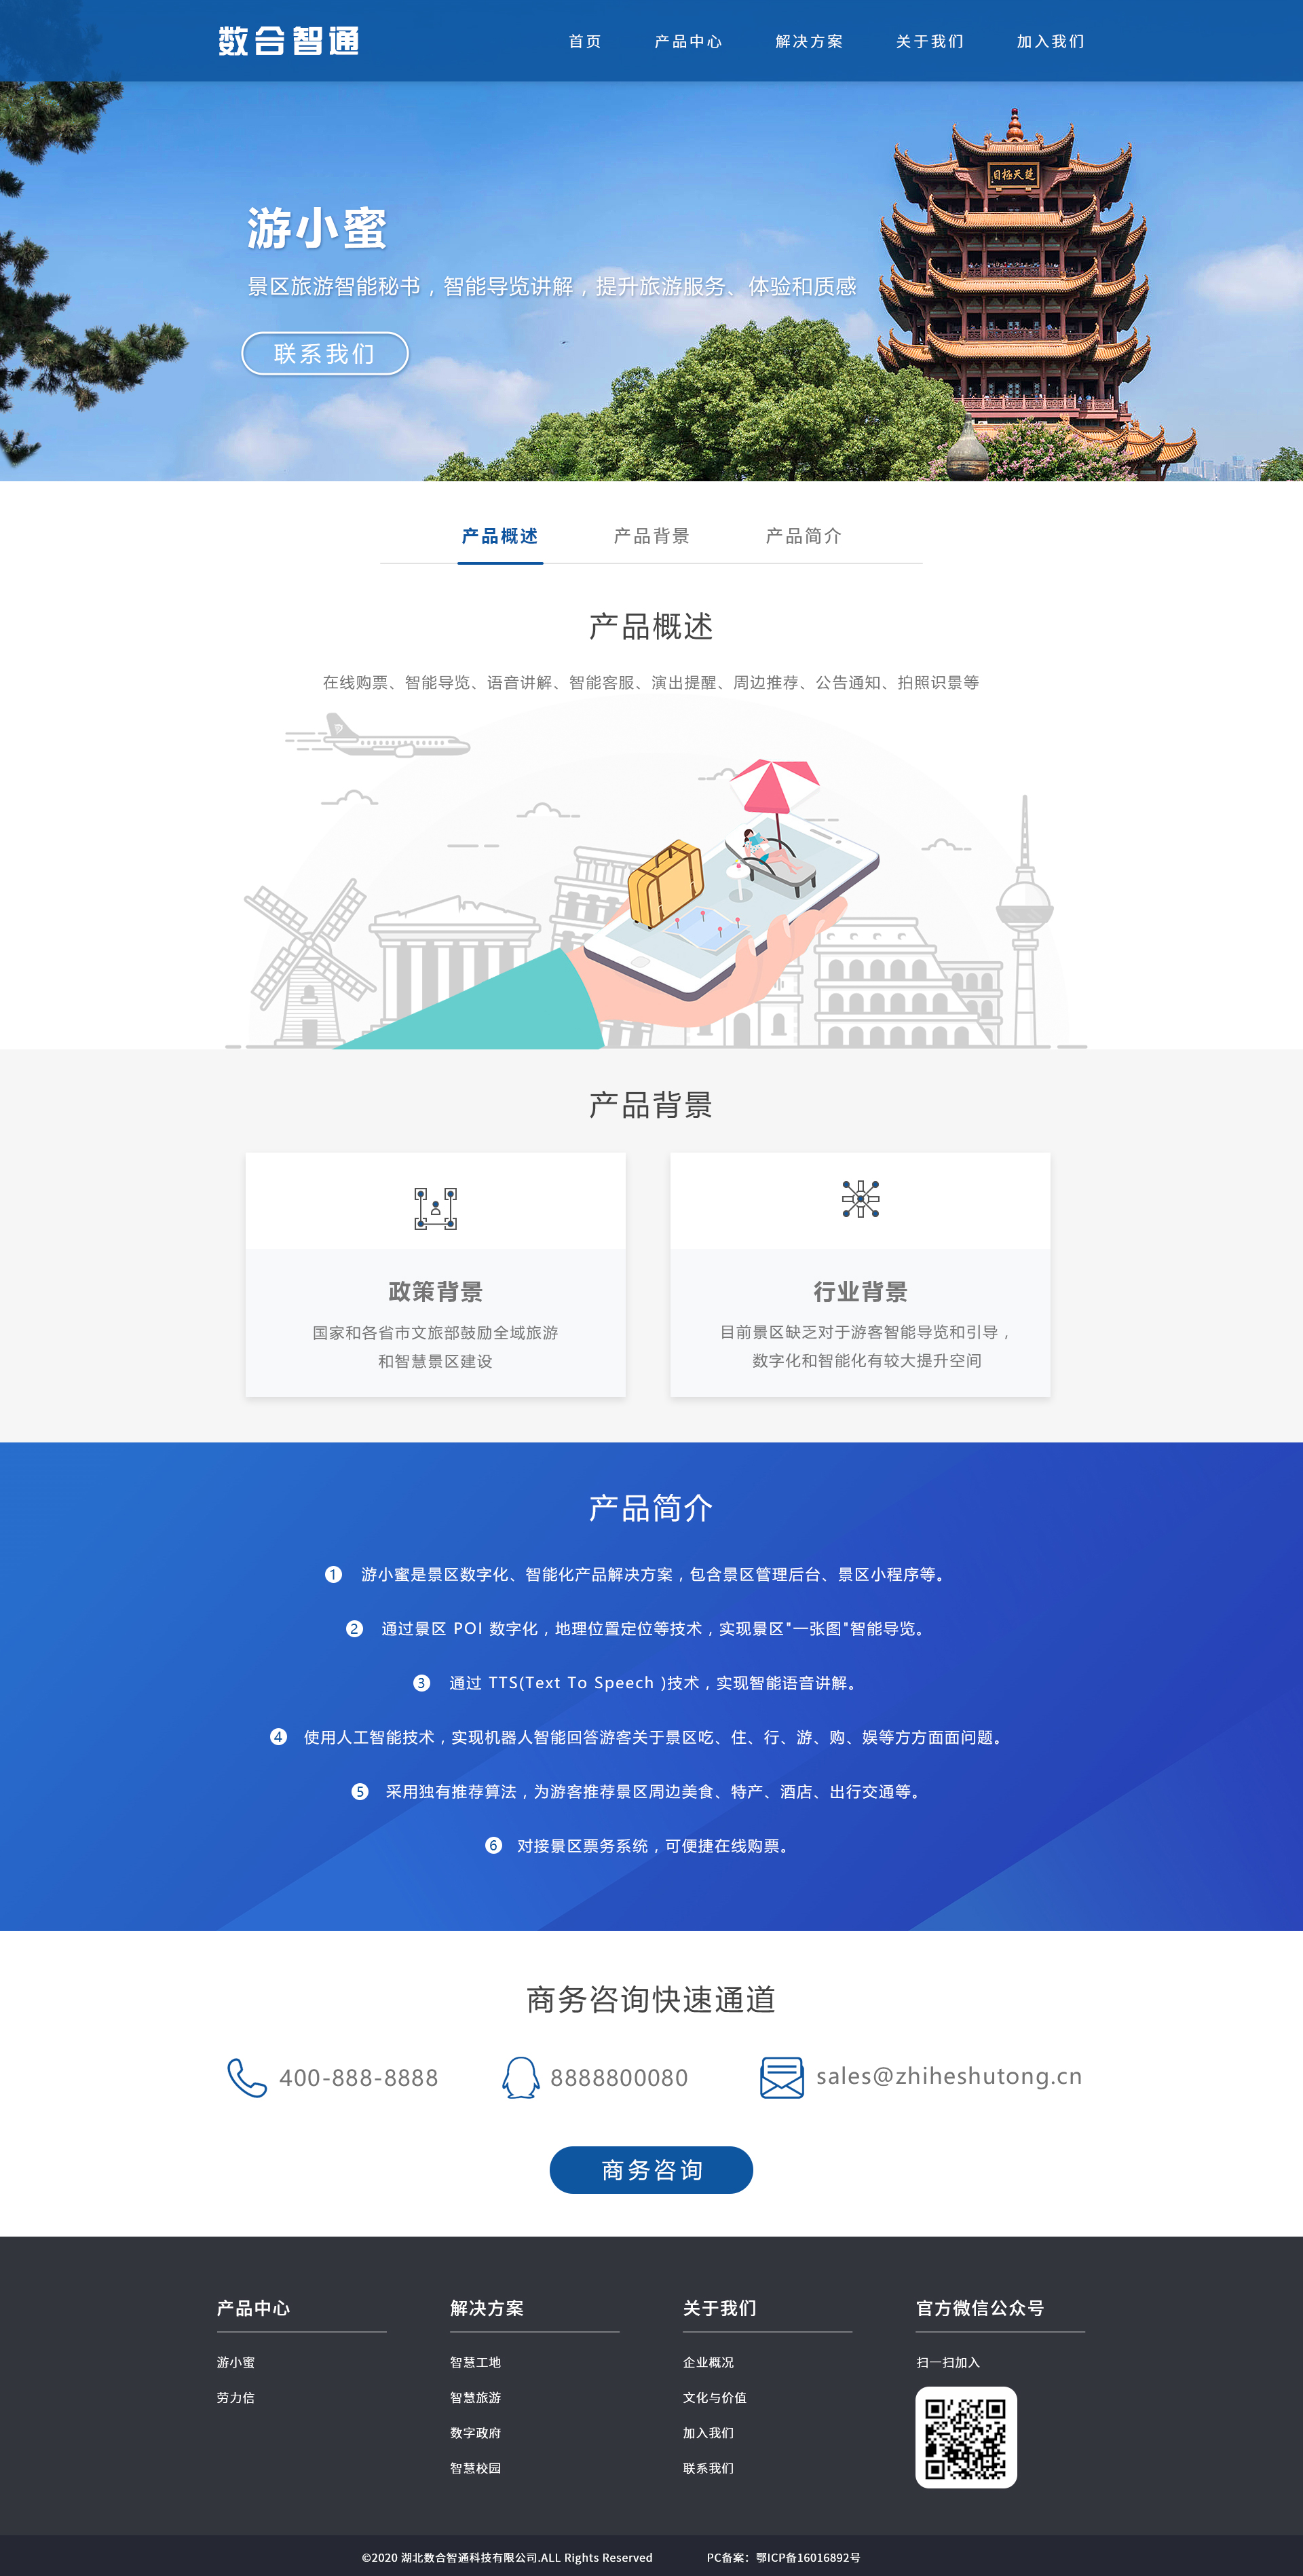 数合智通
首页 产品中心 解决方案 关于我们 加入我们
目極天楚
游小蜜
景区旅游智能秘书，智能导览讲解，提升旅游服务、体验和质感
联系我们
产品概述 产品背景 产品简介
产品概述
在线购票、智能导览、语音讲解、智能客服、演出提醒、周边推荐、公告通知、拍照识景等
产品背景
政策背景
国家和各省市文旅部鼓励全域旅游
和智慧景区建设
行业背景
目前景区缺乏对于游客智能导览和引导，
数字化和智能化有较大提升空间
产品简介
1 游小蜜是景区数字化、智能化产品解决方案，包含景区管理后台、景区小程序等。
2 通过景区 POI 数字化，地理位置定位等技术，实现景区"一张图"智能导览。
3 通过 TTS(Text To Speech )技术，实现智能语音讲解。
4 使用人工智能技术，实现机器人智能回答游客关于景区吃、住、行、游、购、娱等方方面面问题。
5 采用独有推荐算法，为游客推荐景区周边美食、特产、酒店、出行交通等。
6 对接景区票务系统，可便捷在线购票。
商务咨询快速通道
400-888-8888 8888800080 sales@zhiheshutong.cn
商务咨询
产品中心
游小蜜
劳力信
解决方案
智慧工地
智慧旅游
数字政府
智慧校园
关于我们
企业概况
文化与价值
加入我们
联系我们
官方微信公众号
扫一扫加入
©2020 湖北数合智通科技有限公司.ALL Rights Reserved PC备案：鄂ICP备16016892号